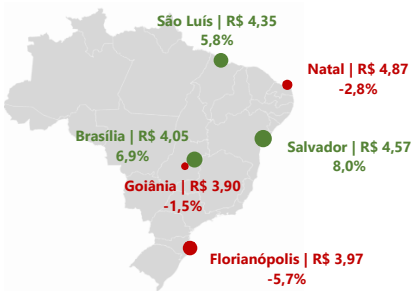 São Luís | R$ 4,35
5,8%
Natal | R$ 4,87
-2,8%
Brasília | R$ 4,05
6,9%
Salvador | R$ 4,57
8,0%
Goiânia | R$ 3,90
-1,5%
Florianópolis | R$ 3,97
-5,7%